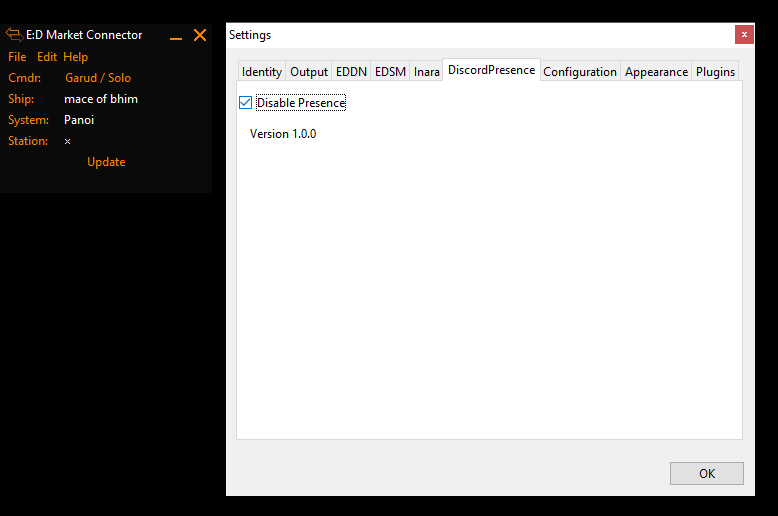 E:D Market Connector
File Edit Help
Cmdr: Garud / Solo
Ship: mace of bhim
System: Panoi
Station: ×
Update
Settings
Identity Output EDDN EDSM Inara DiscordPresence Configuration Appearance Plugins
Disable Presence
Version 1.0.0
OK